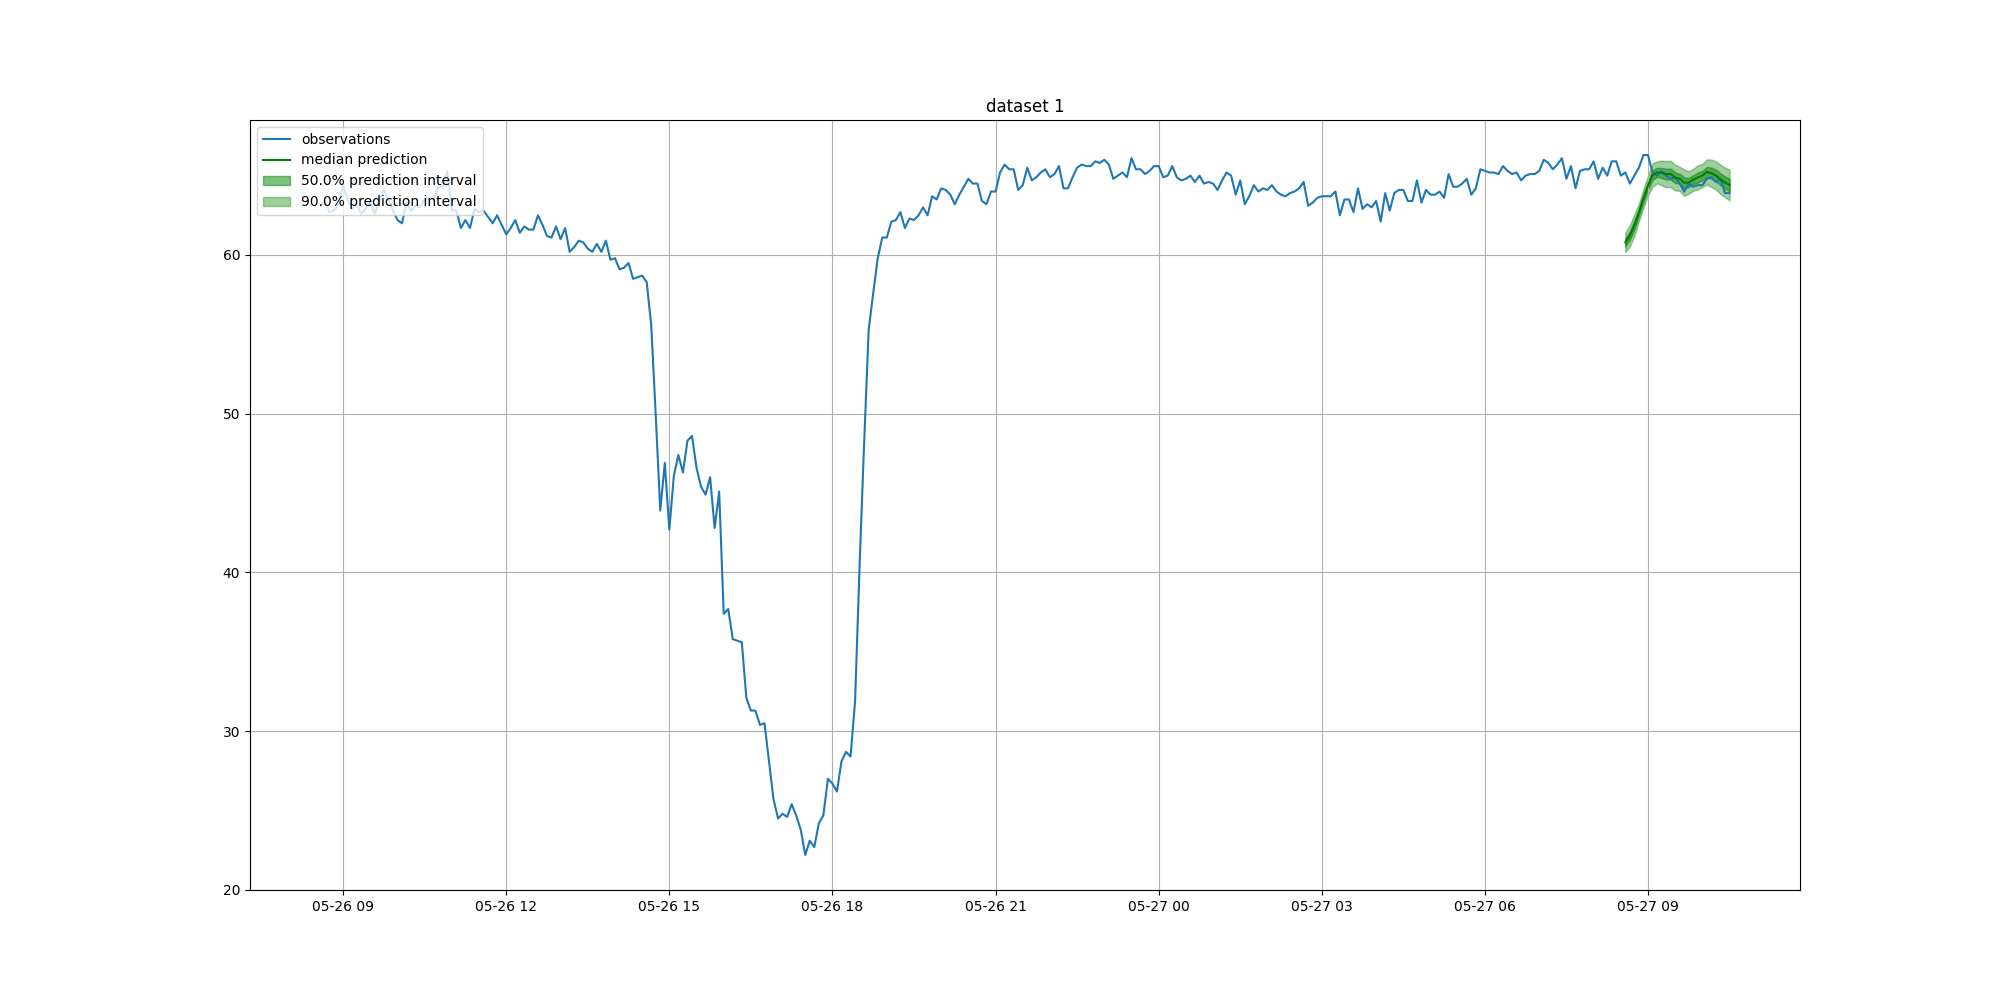 dataset 1
observations
median prediction
50.0% prediction interval
90.0% prediction interval
60
50
40
30
20
05-26 09 05-26 12 05-26 15 05-26 18 05-26 21 05-27 00 05-27 03 05-27 06 05-27 09